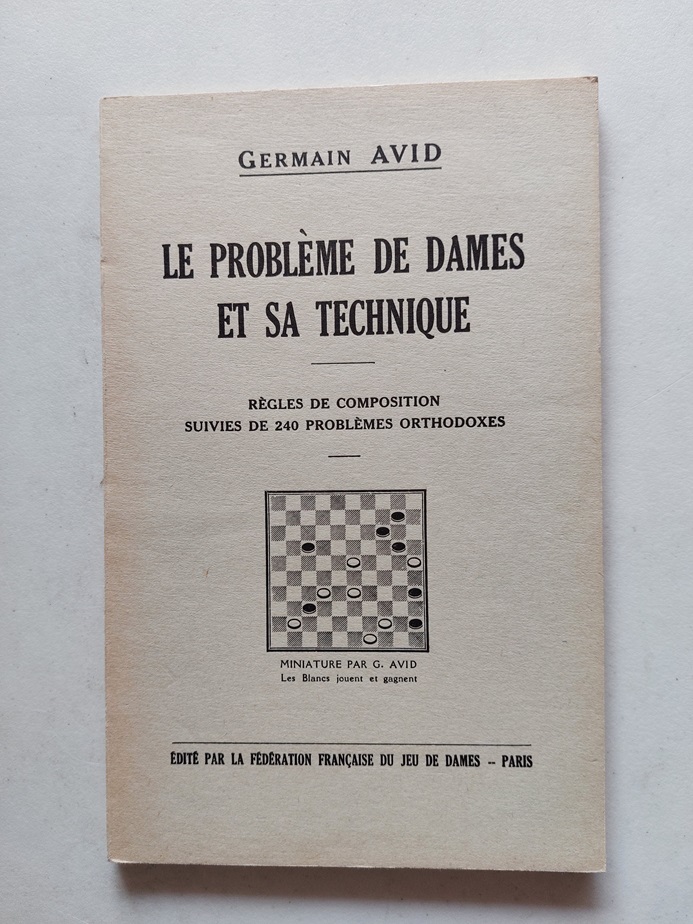 GERMAIN AVID
LE PROBLÈME DE DAMES
ET SA TECHNIQUE
RÈGLES DE COMPOSITION
SUIVIES DE 240 PROBLÈMES ORTHODOXES
MINIATURE PAR G. AVID
Les Blancs jouent et gagnent
ÉDITÉ PAR LA FÉDÉRATION FRANÇAISE DU JEU DE DAMES -- PARIS